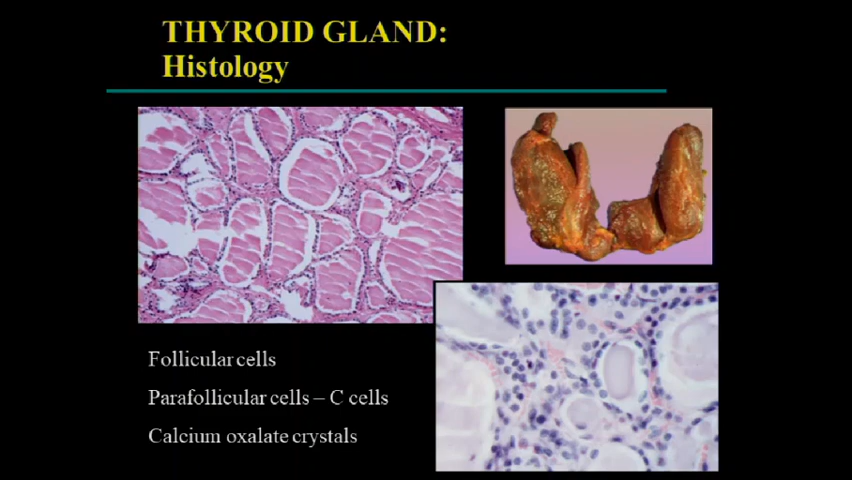 THYROID GLAND:
Histology
Follicular cells
Parafollicular cells – C cells
Calcium oxalate crystals